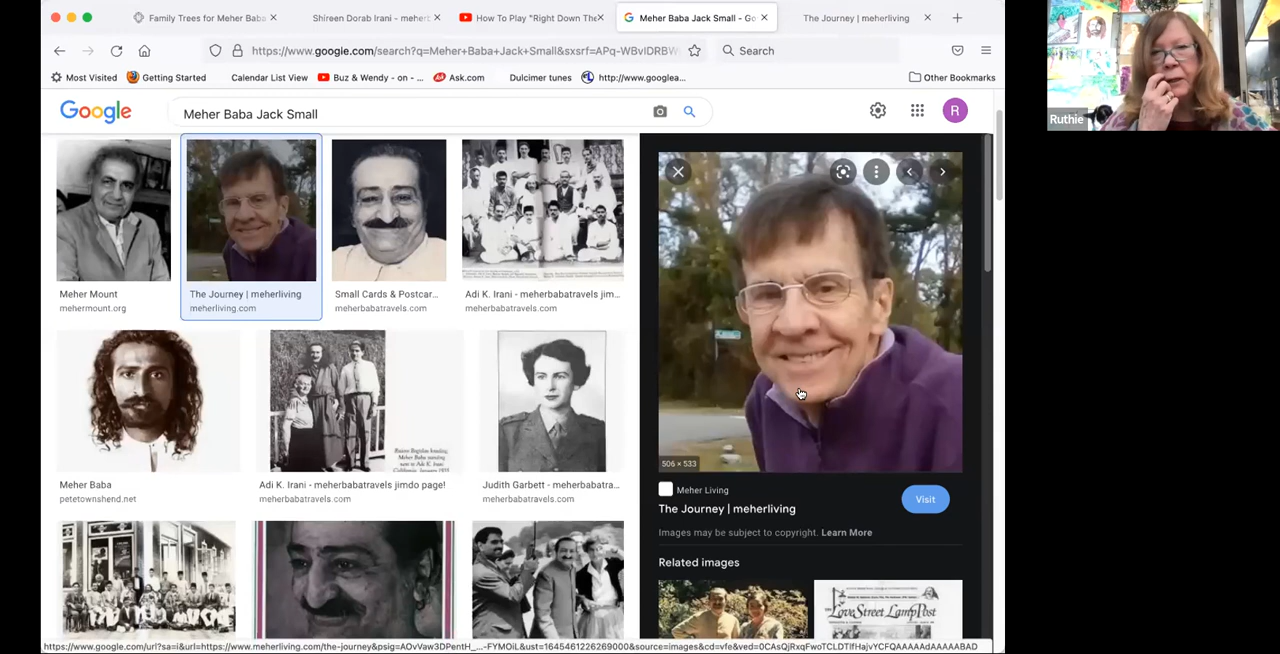 Family Trees for Meher Baba
Shireen Dorab Irani - meherb
How To Play "Right Down The
Meher Baba Jack Small - Go
The Journey | meherliving
https://www.google.com/search?q=Meher+Baba+Jack+Small&sxsrf=APq-WBvIDRBW
Search
Most Visited
Getting Started
Calendar List View
Buz & Wendy - on - ...
Ask.com
Dulcimer tunes
http://www.googlea...
Other Bookmarks
Google
Meher Baba Jack Small
R
Ruthie
Meher Mount
mehermount.org
The Journey | meherliving
meherliving.com
Small Cards & Postcar...
meherbabatravels.com
Adi K. Irani - meherbabatravels jim...
meherbabatravels.com
Meher Baba
petetownshend.net
Adi K. Irani - meherbabatravels jimdo page!
meherbabatravels.com
Judith Garbett - meherbabatra...
meherbabatravels.com
506 × 533
Meher Living
The Journey | meherliving
Visit
Images may be subject to copyright. Learn More
Related images
The Love Street LampPost